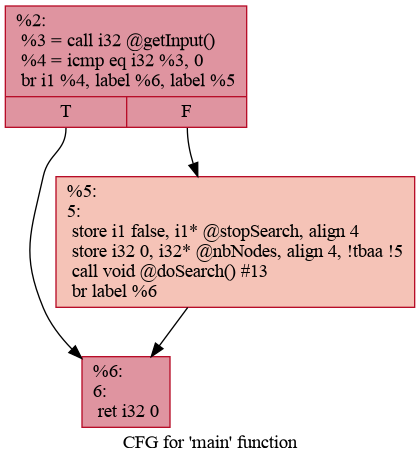 %2:
%3 = call i32 @getInput()
%4 = icmp eq i32 %3, 0
br i1 %4, label %6, label %5
T F
%5:
5:
store i1 false, i1* @stopSearch, align 4
store i32 0, i32* @nbNodes, align 4, !tbaa !5
call void @doSearch() #13
br label %6
%6:
6:
ret i32 0
CFG for 'main' function